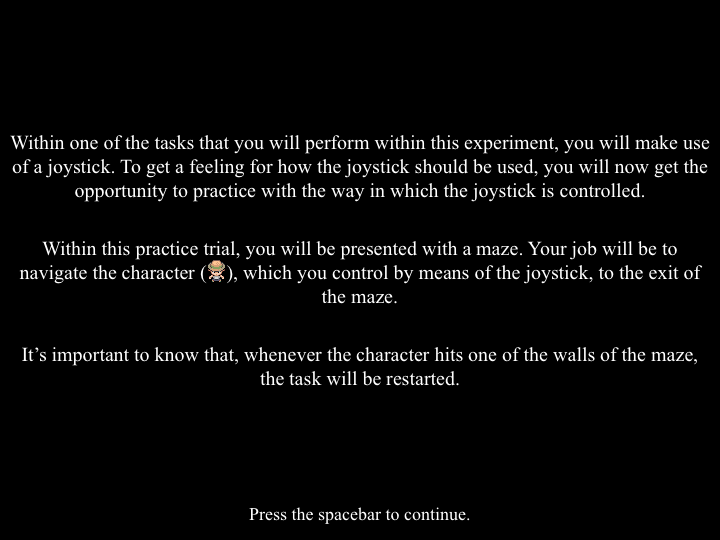 Within one of the tasks that you will perform within this experiment, you will make use
of a joystick. To get a feeling for how the joystick should be used, you will now get the
opportunity to practice with the way in which the joystick is controlled.
Within this practice trial, you will be presented with a maze. Your job will be to
navigate the character (), which you control by means of the joystick, to the exit of
the maze.
It’s important to know that, whenever the character hits one of the walls of the maze,
the task will be restarted.
Press the spacebar to continue.